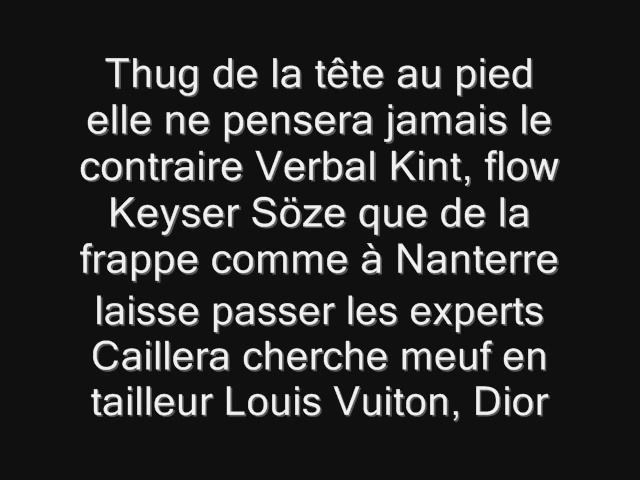 Thug de la tête au pied
elle ne pensera jamais le
contraire Verbal Kint, flow
Keyser Söze que de la
frappe comme à Nanterre
laisse passer les experts
Caillera cherche meuf en
tailleur Louis Vuiton, Dior